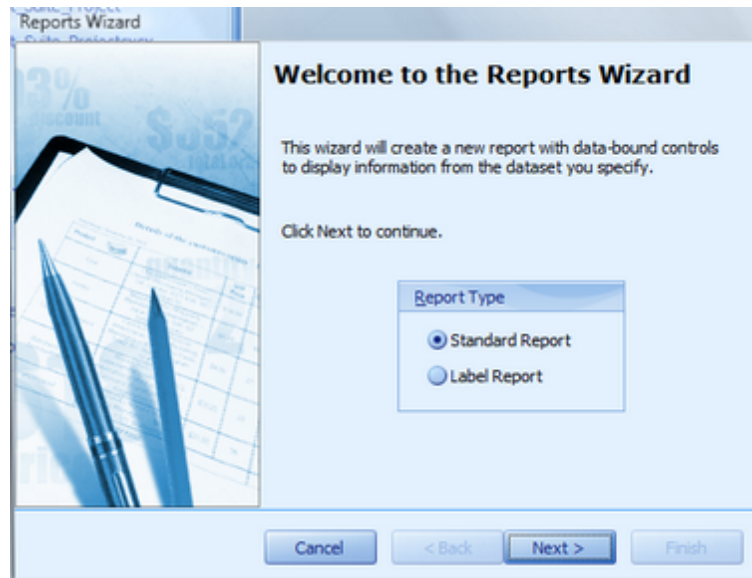 Reports Wizard
Welcome to the Reports Wizard
This wizard will create a new report with data-bound controls
to display information from the dataset you specify.
Click Next to continue.
Report Type
Standard Report
Label Report
Cancel
< Back
Next >
Finish